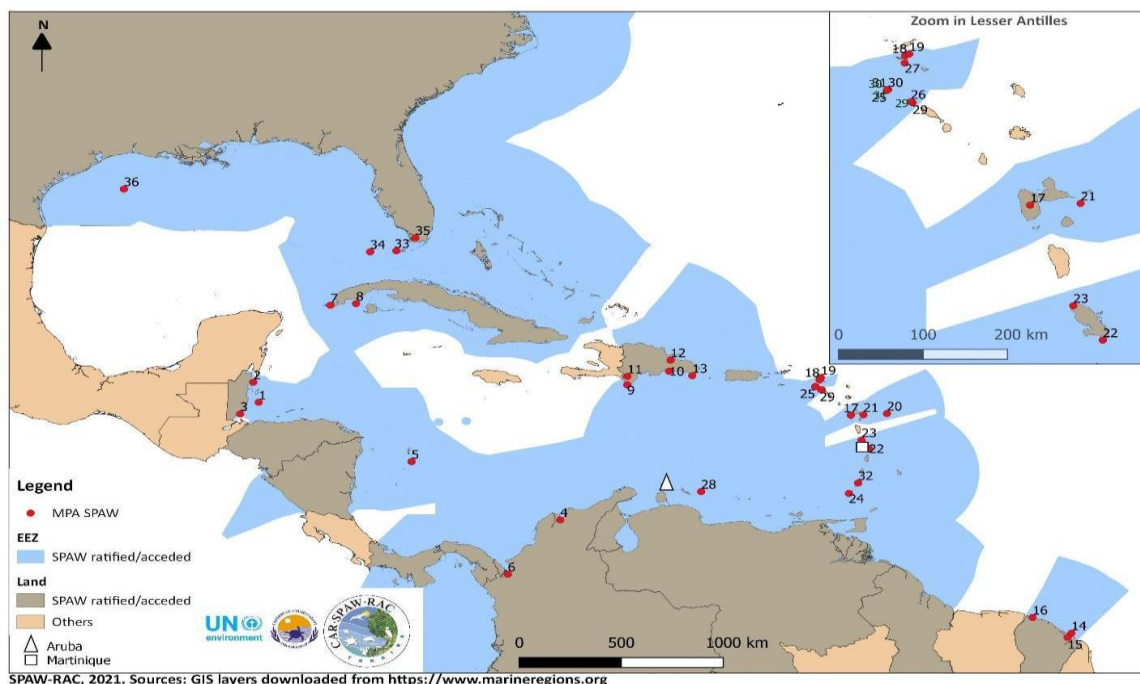 N
Zoom in Lesser Antilles
18 19
27
30 31 30
25
26
29 29
17
21
23
22
0 100 200 km
36
35
34 33
7 8
12
11 10 13
9
2
1
3
18 19
25 29
17 21 20
23
22
5
32
24
28
4
6
16
14
15
Legend
MPA SPAW
EEZ
SPAW ratified/acceded
Land
SPAW ratified/acceded
Others
Aruba
Martinique
UN
environment
CAR-SPAW-RAC
0 500 1000 km
SPAW-RAC, 2021. Sources: GIS layers downloaded from https://www.marineregions.org